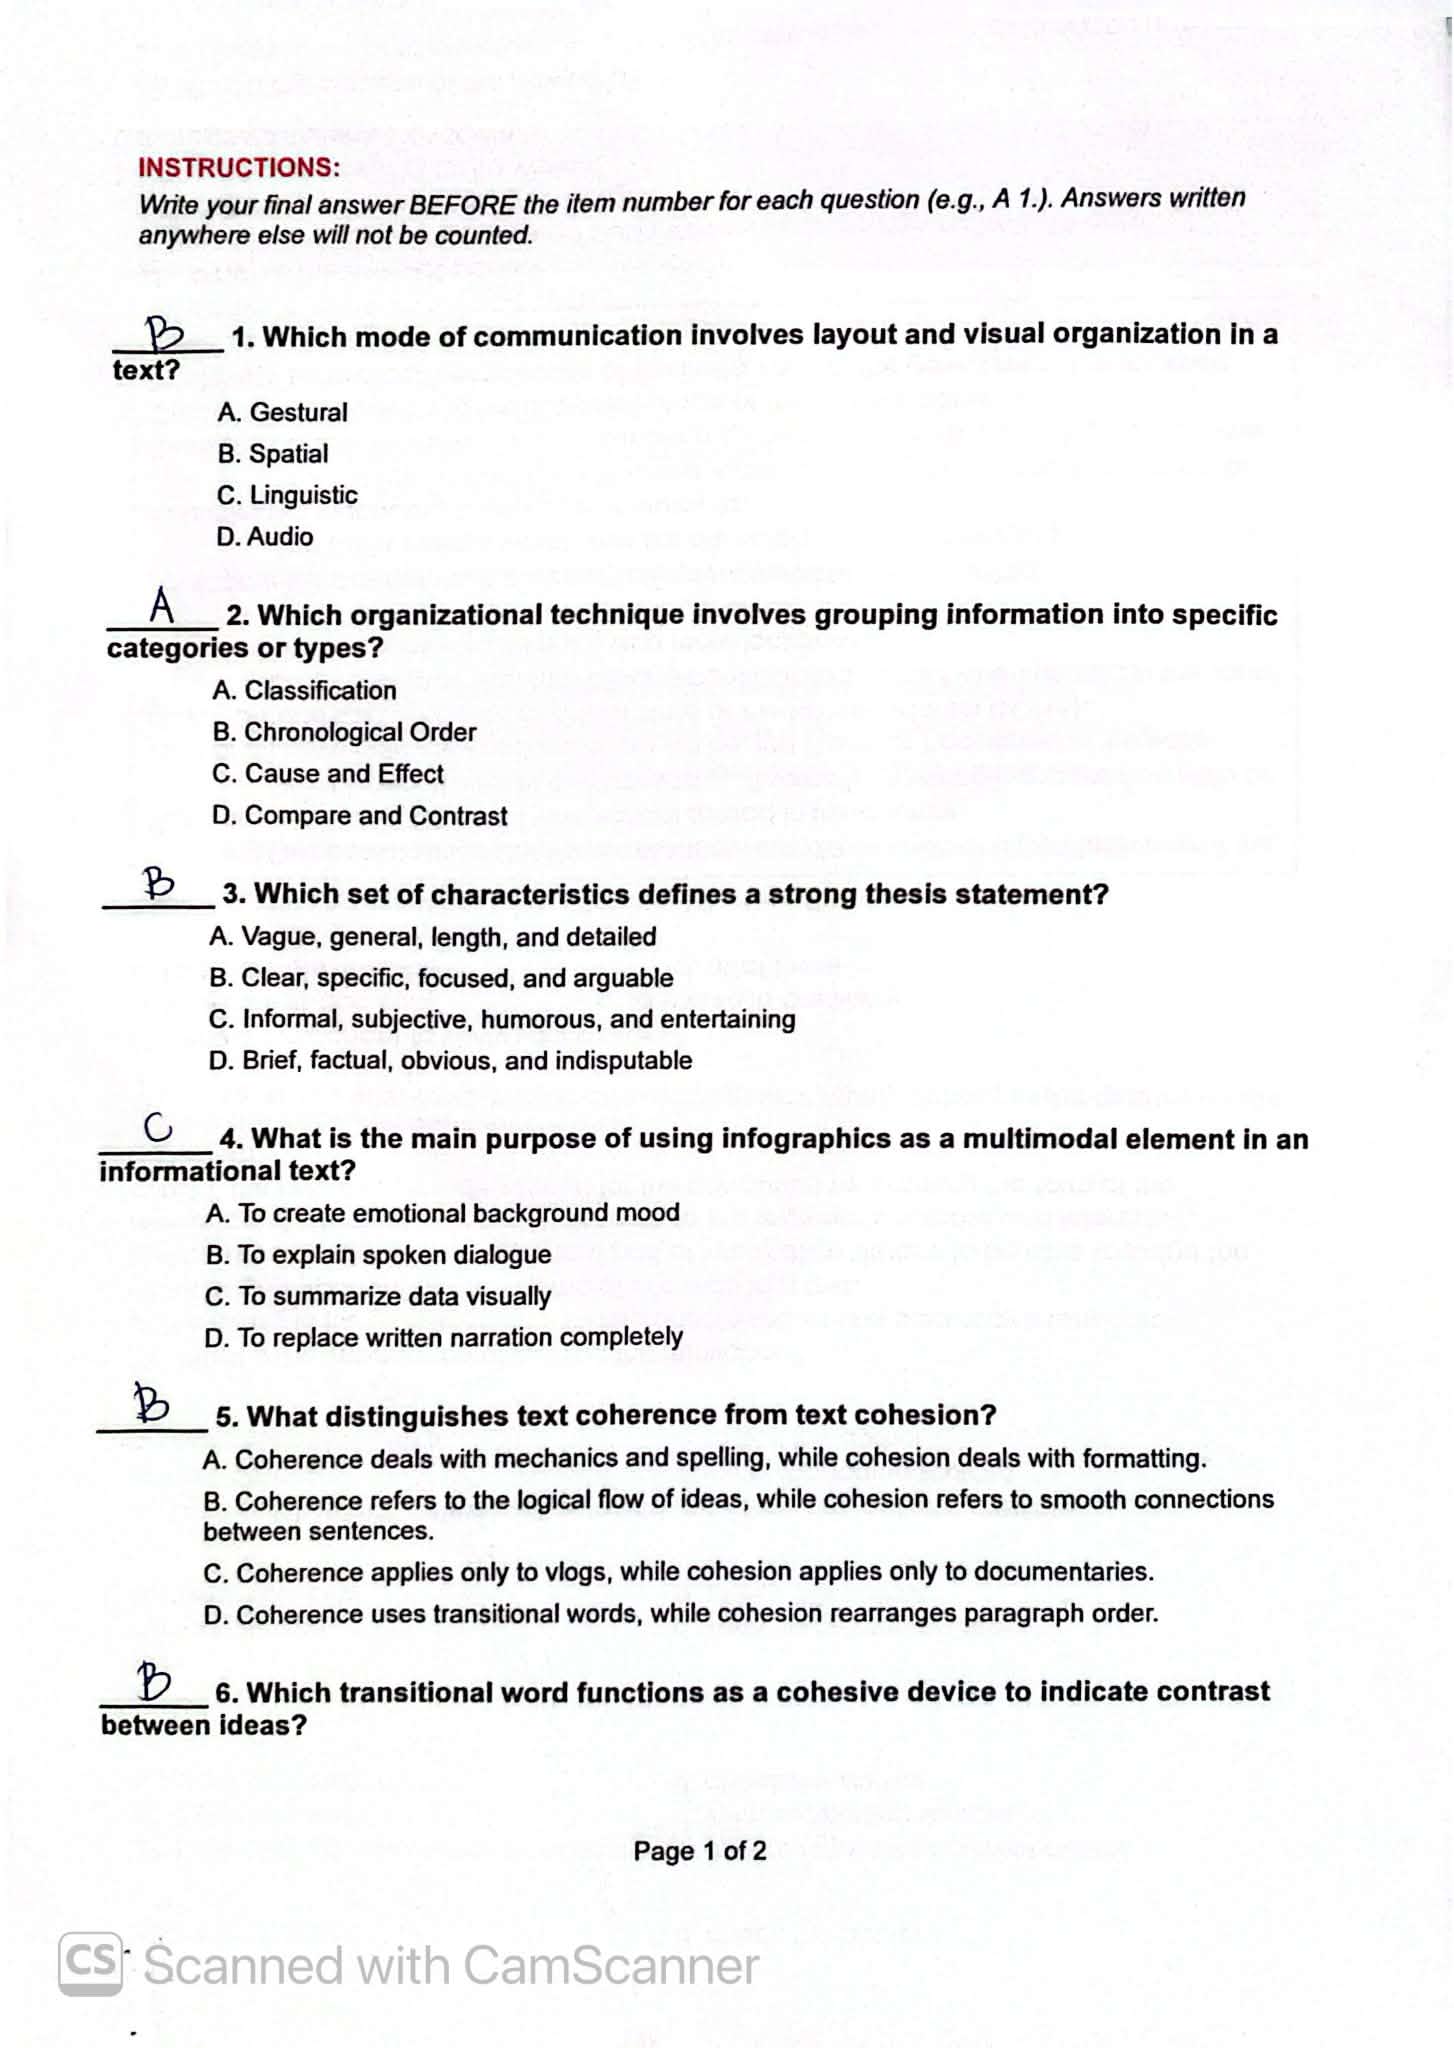 INSTRUCTIONS:
Write your final answer BEFORE the item number for each question (e.g., A 1.). Answers written
anywhere else will not be counted.
B 1. Which mode of communication involves layout and visual organization in a
text?
A. Gestural
B. Spatial
C. Linguistic
D. Audio
A 2. Which organizational technique involves grouping information into specific
categories or types?
A. Classification
B. Chronological Order
C. Cause and Effect
D. Compare and Contrast
B 3. Which set of characteristics defines a strong thesis statement?
A. Vague, general, length, and detailed
B. Clear, specific, focused, and arguable
C. Informal, subjective, humorous, and entertaining
D. Brief, factual, obvious, and indisputable
C 4. What is the main purpose of using infographics as a multimodal element in an
informational text?
A. To create emotional background mood
B. To explain spoken dialogue
C. To summarize data visually
D. To replace written narration completely
B 5. What distinguishes text coherence from text cohesion?
A. Coherence deals with mechanics and spelling, while cohesion deals with formatting.
B. Coherence refers to the logical flow of ideas, while cohesion refers to smooth connections
between sentences.
C. Coherence applies only to vlogs, while cohesion applies only to documentaries.
D. Coherence uses transitional words, while cohesion rearranges paragraph order.
B 6. Which transitional word functions as a cohesive device to indicate contrast
between ideas?
Page 1 of 2
CS Scanned with CamScanner